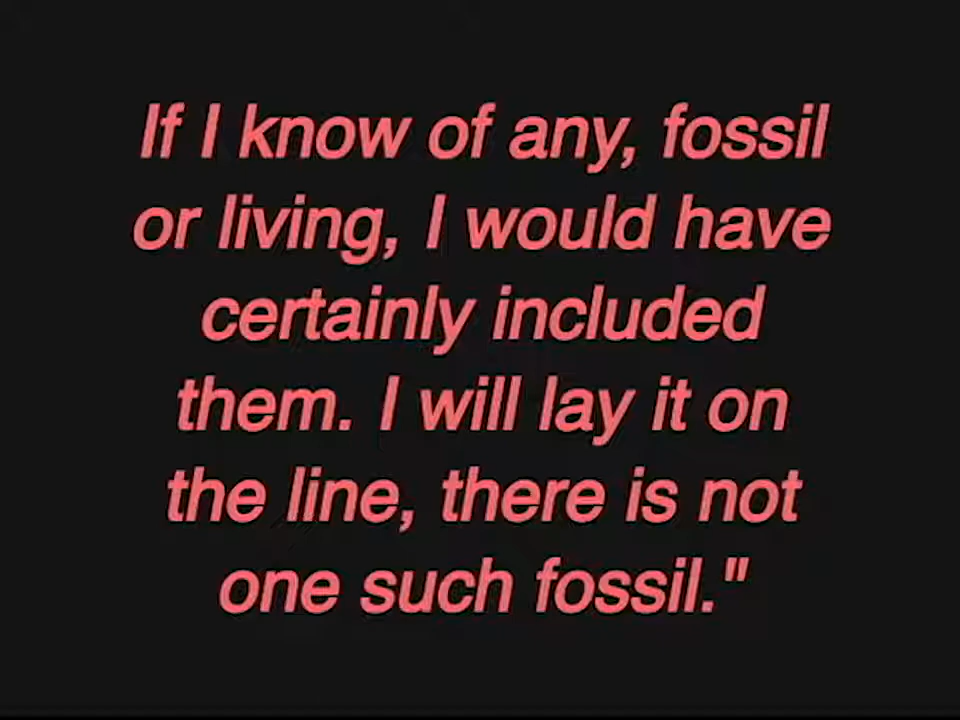 If I know of any, fossil
or living, I would have
certainly included
them. I will lay it on
the line, there is not
one such fossil."